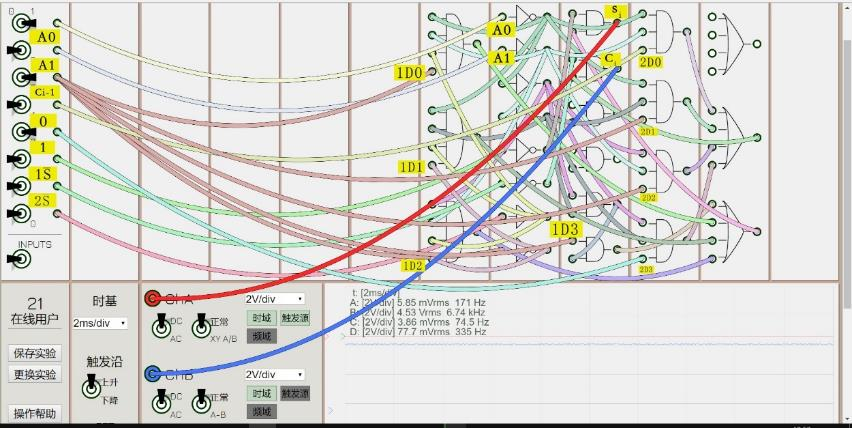 0 1
A0
A1
Ci-1
0
1
1S
2S
0
INPUTS
1D0
1D1
1D2
A0
A1
1D3
S
C
2D0
2D1
2D2
2D3
21
在线用户
保存实验
更换实验
操作帮助
时基
2ms/div
触发沿
上升
下降
CHA
2V/div
DC
AC
正常
XY A/B
时域
触发源
频域
CHB
2V/div
DC
AC
正常
A-B
时域
触发源
频域
t: [2ms/div]
A: [2V/div] 5.85 mVrms 171 Hz
B: [2V/div] 4.53 Vrms 6.74 kHz
C: [2V/div] 3.86 mVrms 74.5 Hz
D: [2V/div] 77.7 mVrms 335 Hz